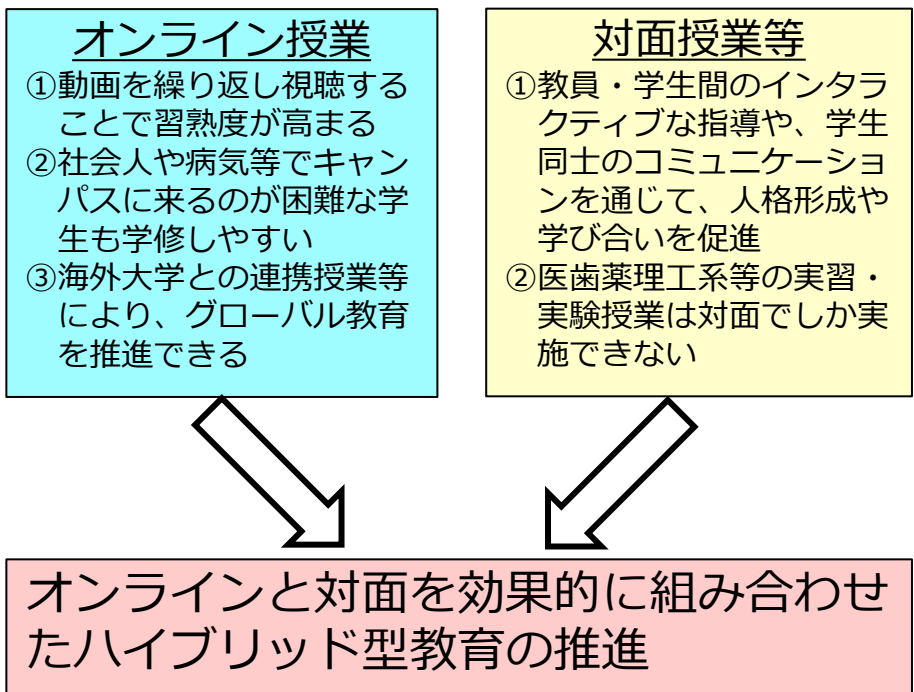 オンライン授業
①動画を繰り返し視聴する
ことで習熟度が高まる
②社会人や病気等でキャン
パスに来るのが困難な学
生も学修しやすい
③海外大学との連携授業等
により、グローバル教育
を推進できる
対面授業等
①教員・学生間のインタラ
クティブな指導や、学生
同士のコミュニケーショ
ンを通じて、人格形成や
学び合いを促進
②医歯薬理工系等の実習・
実験授業は対面でしか実
施できない
オンラインと対面を効果的に組み合わせ
たハイブリッド型教育の推進